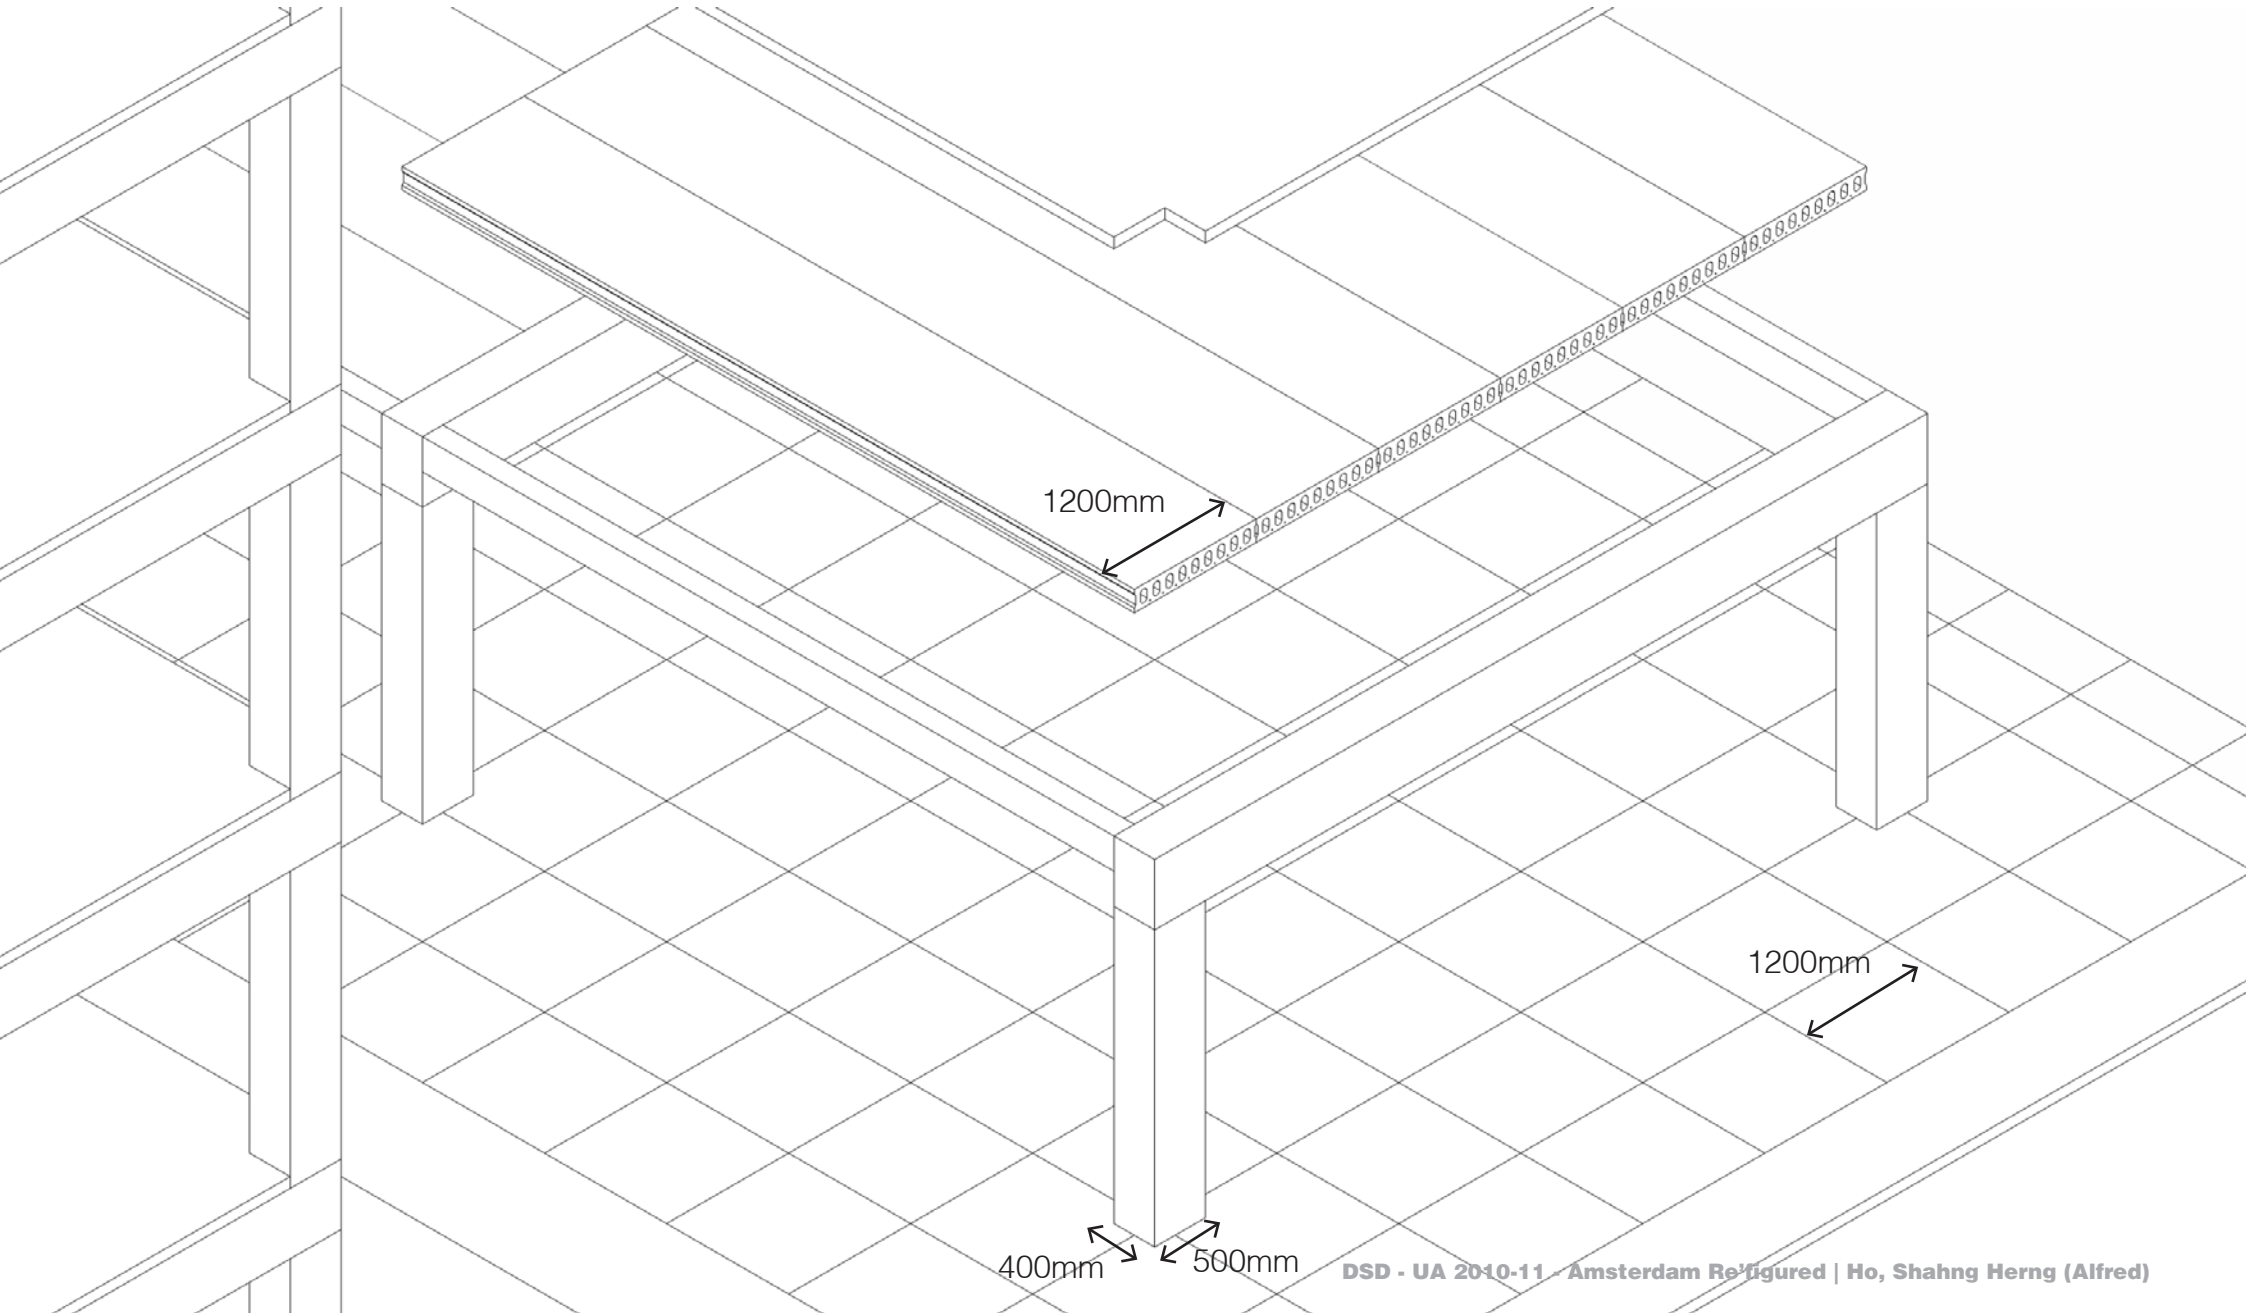 1200mm
1200mm
400mm
500mm
DSD - UA 2010-11 - Amsterdam Re'figured | Ho, Shahng Herng (Alfred)